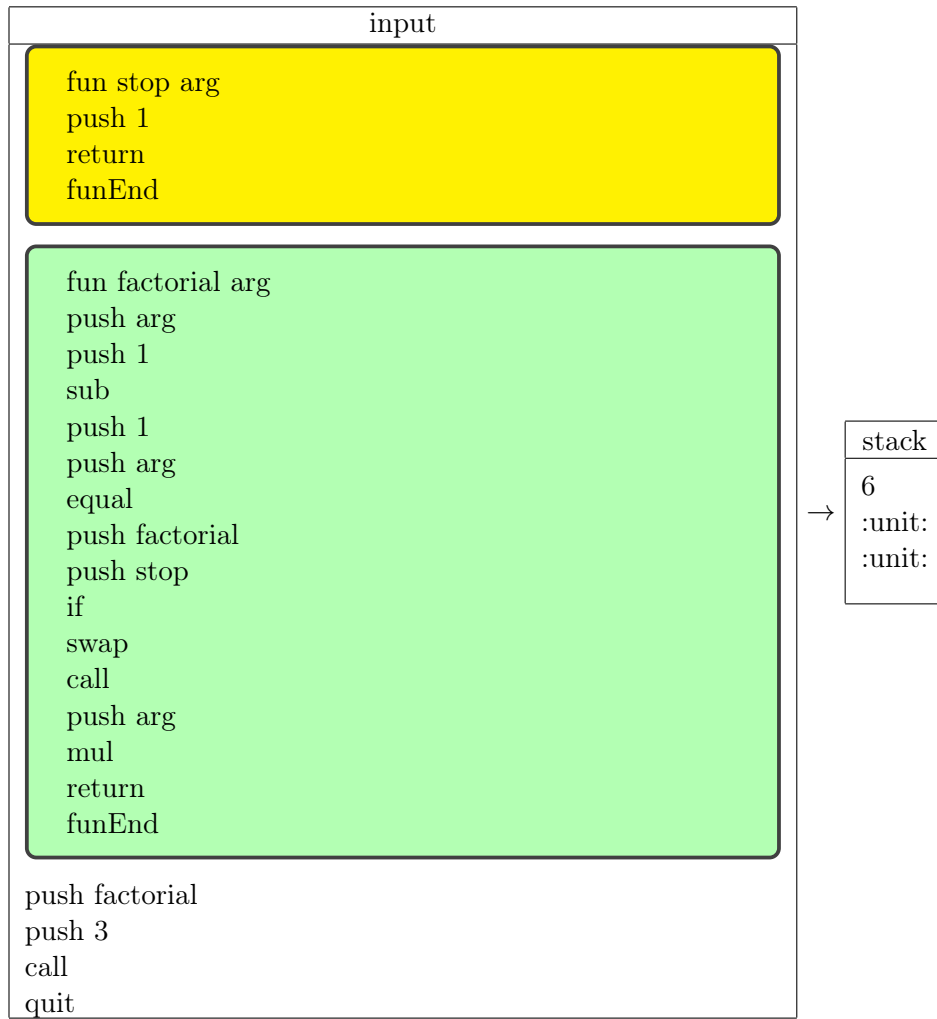 input
fun stop arg
push 1
return
funEnd
fun factorial arg
push arg
push 1
sub
push 1
push arg
equal
push factorial
push stop
if
swap
call
push arg
mul
return
funEnd
push factorial
push 3
call
quit
→
stack
6
:unit:
:unit: